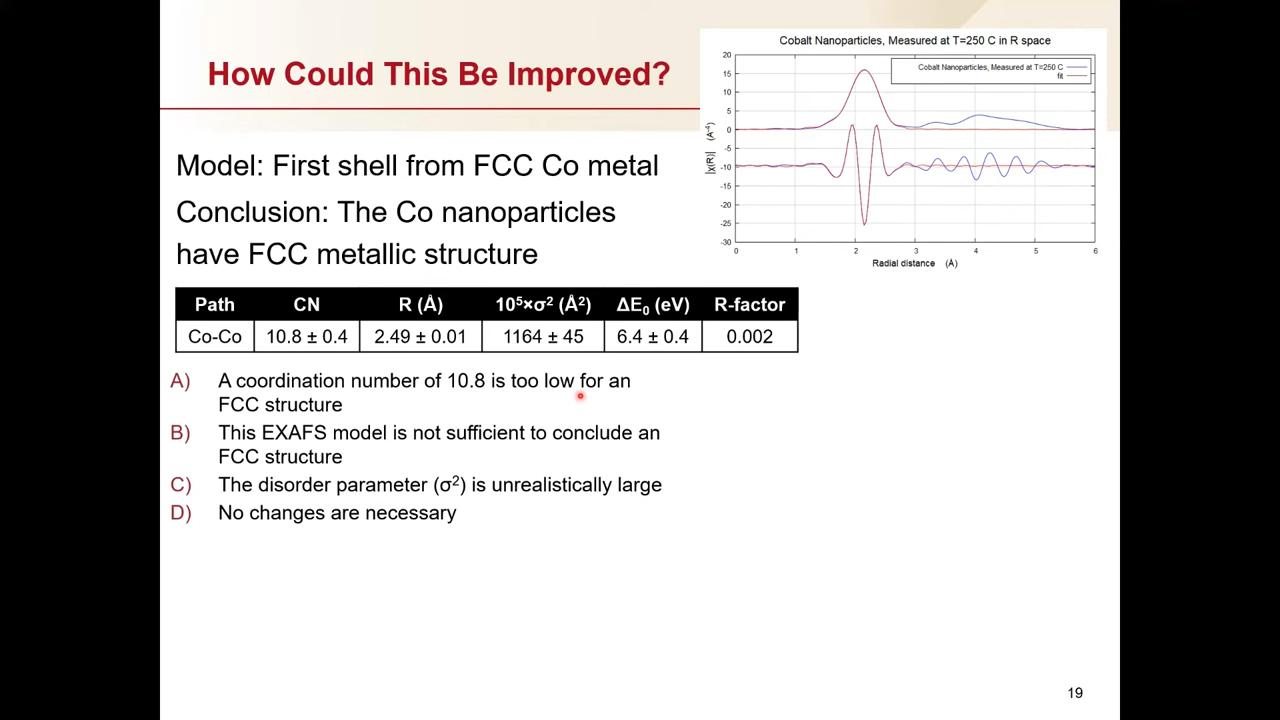 How Could This Be Improved?
Model: First shell from FCC Co metal
Conclusion: The Co nanoparticles
have FCC metallic structure
Cobalt Nanoparticles, Measured at T=250 C in R space
Cobalt Nanoparticles, Measured at T=250 C
fit
|χ(R)| (Å⁻⁴)
20
15
10
5
0
-5
-10
-15
-20
-25
-30
0 1 2 3 4 5 6
Radial distance (Å)
Path CN R (Å) 10⁵×σ² (Å²) ΔE₀ (eV) R-factor
Co-Co 10.8 ± 0.4 2.49 ± 0.01 1164 ± 45 6.4 ± 0.4 0.002
A) A coordination number of 10.8 is too low for an
FCC structure
B) This EXAFS model is not sufficient to conclude an
FCC structure
C) The disorder parameter (σ²) is unrealistically large
D) No changes are necessary
19